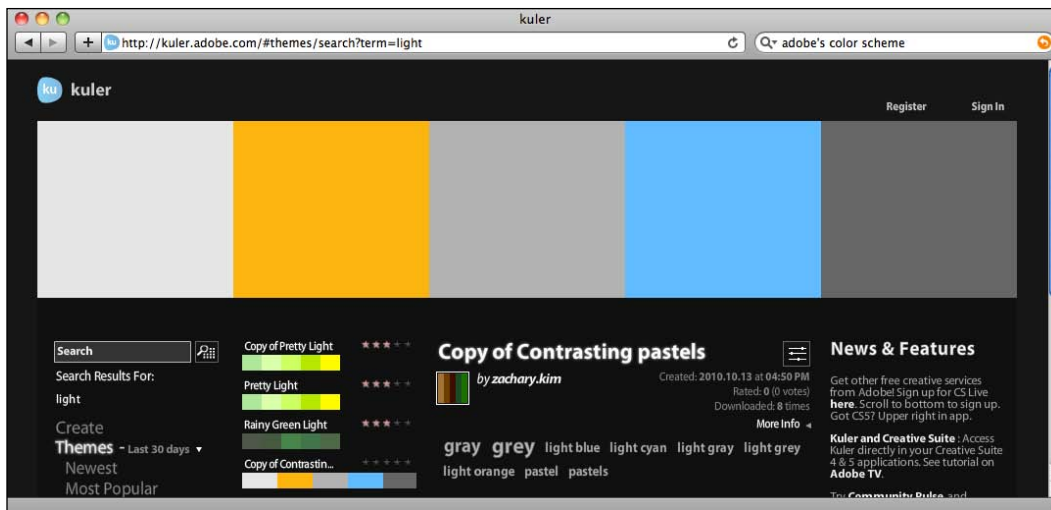 kuler
http://kuler.adobe.com/#themes/search?term=light
adobe's color scheme
ku kuler
Register Sign In
Search
Search Results For:
light
Create
Themes - Last 30 days
Newest
Most Popular
Copy of Pretty Light
Pretty Light
Rainy Green Light
Copy of Contrastin...
Copy of Contrasting pastels
by zachary.kim
Created: 2010.10.13 at 04:50 PM
Rated: 0 (0 votes)
Downloaded: 8 times
More Info
gray grey light blue light cyan light gray light grey
light orange pastel pastels
News & Features
Get other free creative services
from Adobe! Sign up for CS Live
here. Scroll to bottom to sign up.
Got CS5? Upper right in app.
Kuler and Creative Suite : Access
Kuler directly in your Creative Suite
4 & 5 applications. See tutorial on
Adobe TV.
Try Community Pulse and